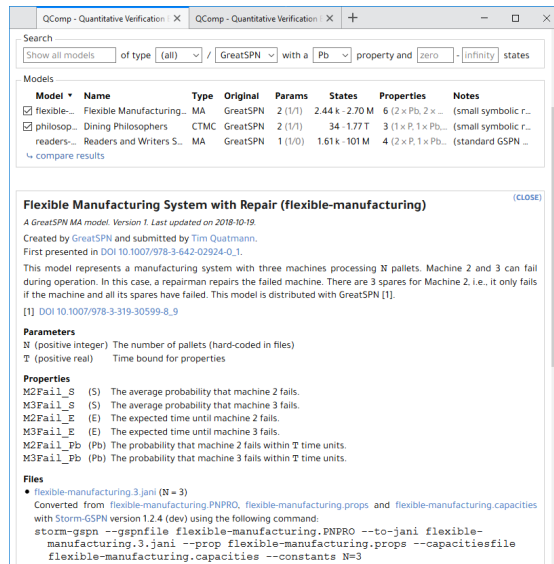 QComp - Quantitative Verification QComp - Quantitative Verification
Search
Show all models of type (all) / GreatSPN with a Pb property and zero - infinity states
Models
Model Name Type Original Params States Properties Notes
flexible-... Flexible Manufacturing... MA GreatSPN 2 (1/1) 2.44 k - 2.70 M 6 (2 × Pb, 2 × ... (small symbolic r...
philosop... Dining Philosophers CTMC GreatSPN 2 (1/1) 34 - 1.77 T 3 (1 × P, 1 × Pb,... (small symbolic r...
readers-... Readers and Writers S... MA GreatSPN 1 (1/0) 1.61 k - 101 M 4 (2 × P, 1 × Pb... (standard GSPN ...
↪ compare results
(CLOSE)
Flexible Manufacturing System with Repair (flexible-manufacturing)
A GreatSPN MA model. Version 1. Last updated on 2018-10-19.
Created by GreatSPN and submitted by Tim Quatmann.
First presented in DOI 10.1007/978-3-642-02924-0_1.
This model represents a manufacturing system with three machines processing N pallets. Machine 2 and 3 can fail
during operation. In this case, a repairman repairs the failed machine. There are 3 spares for Machine 2, i.e., it only fails
if the machine and all its spares have failed. This model is distributed with GreatSPN [1].
[1] DOI 10.1007/978-3-319-30599-8_9
Parameters
N (positive integer) The number of pallets (hard-coded in files)
T (positive real) Time bound for properties
Properties
M2Fail_S (S) The average probability that machine 2 fails.
M3Fail_S (S) The average probability that machine 3 fails.
M2Fail_E (E) The expected time until machine 2 fails.
M3Fail_E (E) The expected time until machine 3 fails.
M2Fail_Pb (Pb) The probability that machine 2 fails within T time units.
M3Fail_Pb (Pb) The probability that machine 3 fails within T time units.
Files
• flexible-manufacturing.3.jani (N = 3)
Converted from flexible-manufacturing.PNPRO, flexible-manufacturing.props and flexible-manufacturing.capacities
with Storm-GSPN version 1.2.4 (dev) using the following command:
storm-gspn --gspnfile flexible-manufacturing.PNPRO --to-jani flexible-
manufacturing.3.jani --prop flexible-manufacturing.props --capacitiesfile
flexible-manufacturing.capacities --constants N=3